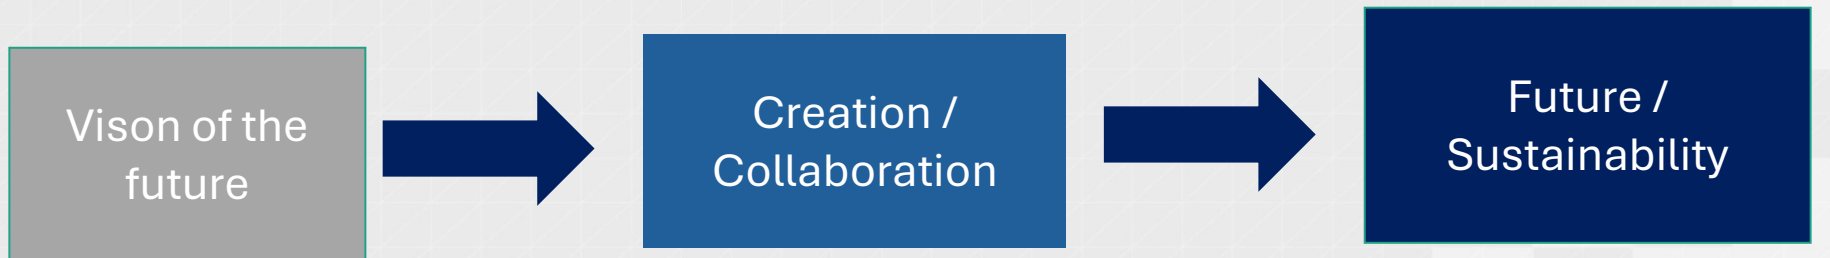 Vison of the
future
Creation /
Collaboration
Future /
Sustainability